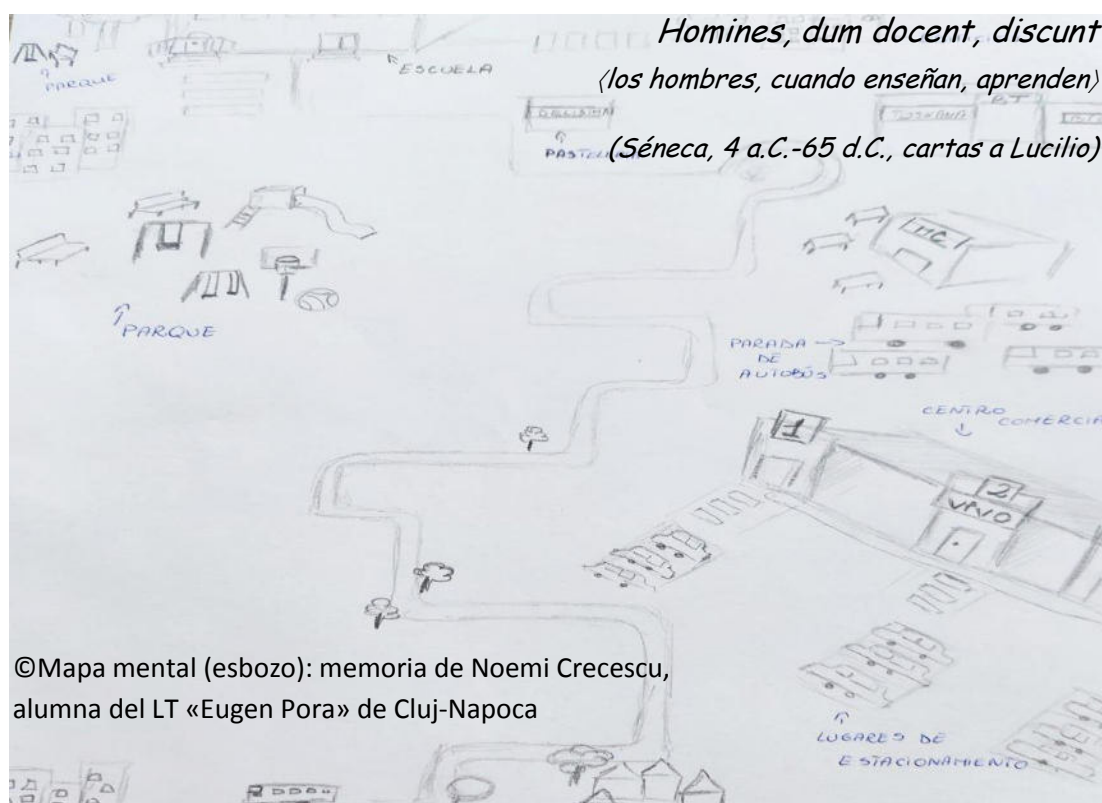 Homines, dum docent, discunt
⟨los hombres, cuando enseñan, aprenden⟩
(Séneca, 4 a.C.-65 d.C., cartas a Lucilio)
PARQUE
ESCUELA
PARQUE
PARADA
DE
AUTOBÚS
CENTRO
COMERCIA
1
2
VIVO
©Mapa mental (esbozo): memoria de Noemi Crecescu,
alumna del LT «Eugen Pora» de Cluj-Napoca
LUGARES DE
ESTACIONAMIENTO